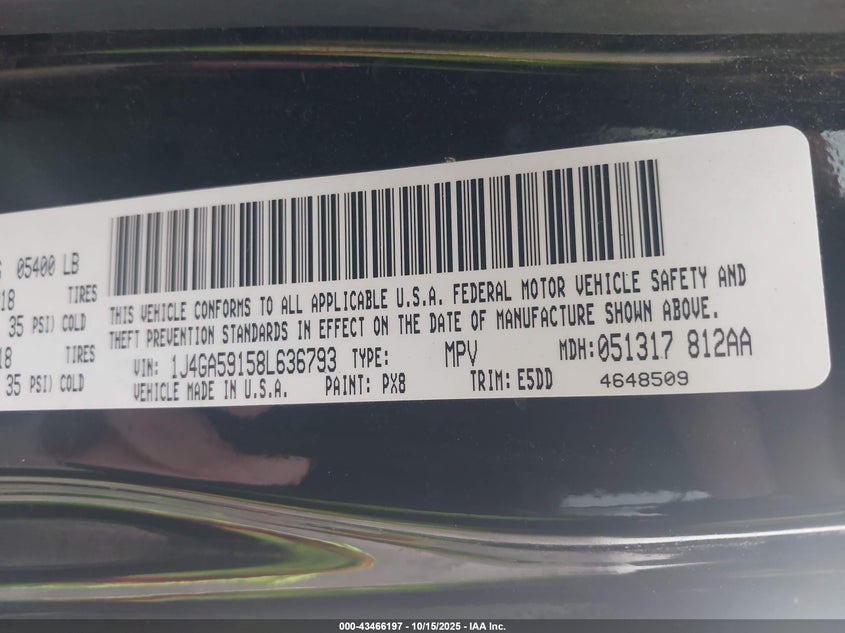 05400 LB
18 TIRES
35 PSI) COLD
18 TIRES
35 PSI) COLD
THIS VEHICLE CONFORMS TO ALL APPLICABLE U.S.A. FEDERAL MOTOR VEHICLE SAFETY AND
THEFT PREVENTION STANDARDS IN EFFECT ON THE DATE OF MANUFACTURE SHOWN ABOVE.
VIN: 1J4GA59158L636793 TYPE: MPV MDH: 051317 812AA
VEHICLE MADE IN U.S.A. PAINT: PX8 TRIM: E5DD 4648509
000-43466197 - 10/15/2025 - IAA Inc.